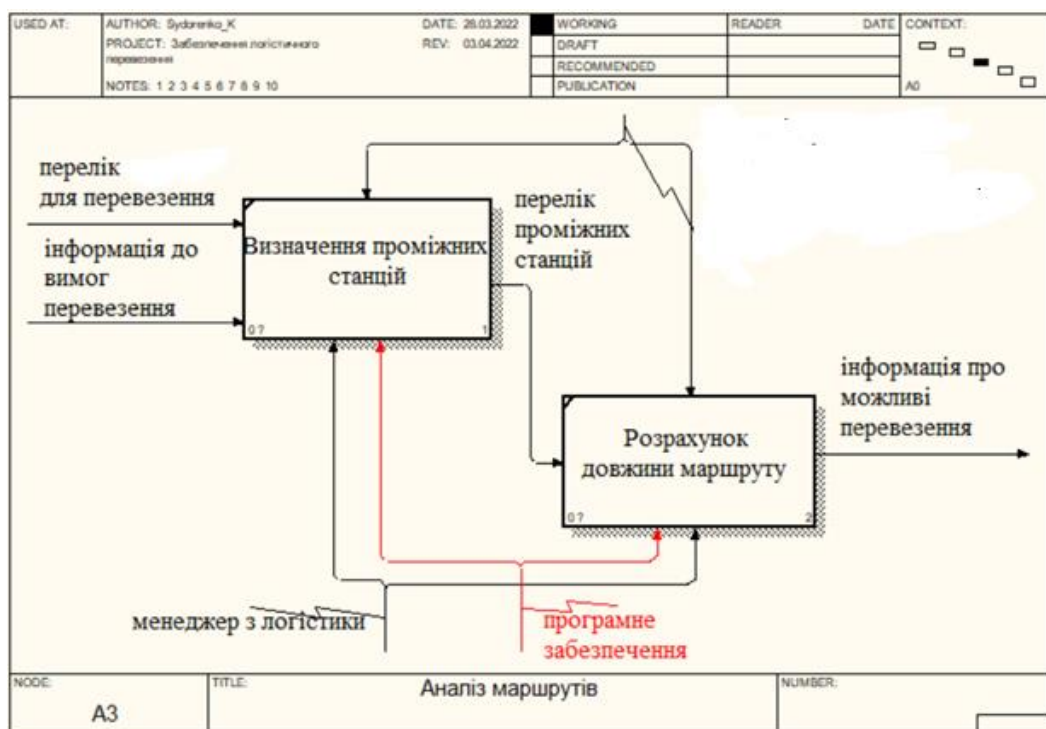 USED AT:
AUTHOR: Sydorenko_K
DATE: 28.03.2022
PROJECT: Забезпечення логістичного
перевезення
REV: 03.04.2022
NOTES: 1 2 3 4 5 6 7 8 9 10
WORKING
DRAFT
RECOMMENDED
PUBLICATION
READER
DATE
CONTEXT:
A0
перелік
для перевезення
інформація до
вимог
перевезення
Визначення проміжних
станцій
0 ?
1
перелік
проміжних
станцій
Розрахунок
довжини маршруту
0 ?
2
інформація про
можливі
перевезення
менеджер з логістики
програмне
забезпечення
NODE:
A3
TITLE:
Аналіз маршрутів
NUMBER: